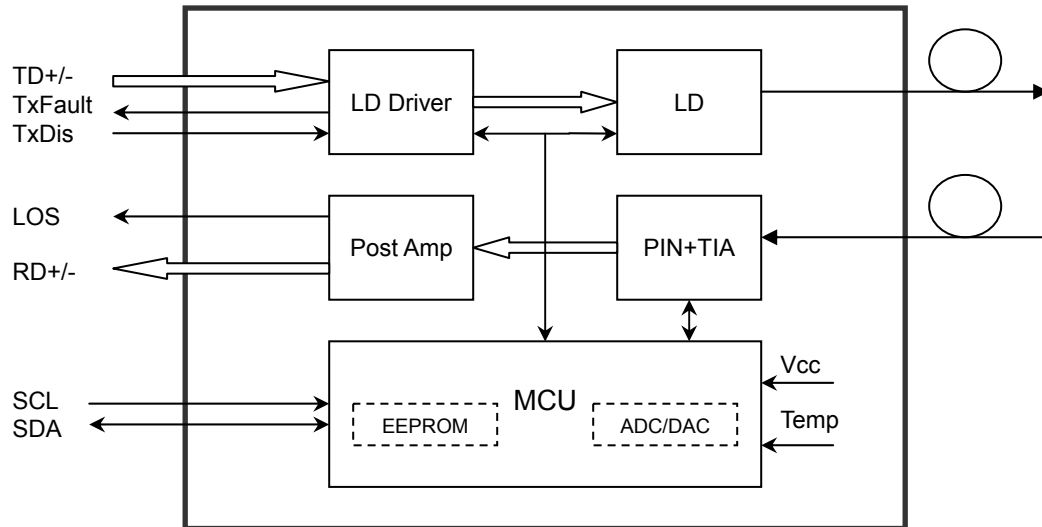 TD+/-
TxFault
TxDis
LD Driver
LD
LOS
RD+/-
Post Amp
PIN+TIA
SCL
SDA
MCU
EEPROM
ADC/DAC
Vcc
Temp